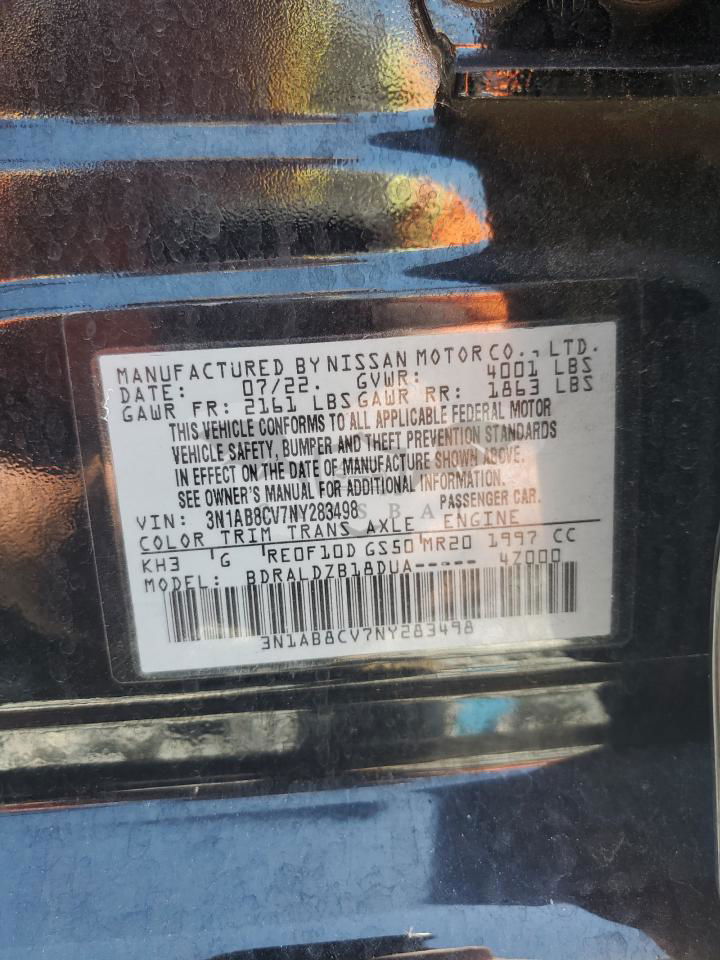 MANUFACTURED BY NISSAN MOTOR CO., LTD.
DATE: 07/22. GVWR: 4001 LBS
GAWR FR: 2161 LBS GAWR RR: 1863 LBS
THIS VEHICLE CONFORMS TO ALL APPLICABLE FEDERAL MOTOR
VEHICLE SAFETY, BUMPER AND THEFT PREVENTION STANDARDS
IN EFFECT ON THE DATE OF MANUFACTURE SHOWN ABOVE.
SEE OWNER'S MANUAL FOR ADDITIONAL INFORMATION.
PASSENGER CAR.
VIN: 3N1AB8CV7NY283498
COLOR TRIM TRANS AXLE ENGINE
KH3 G RE0F10D GS50 MR20 1997 CC
MODEL: BDRALDZB18DUA----- 4Z000
3N1AB8CV7NY283498